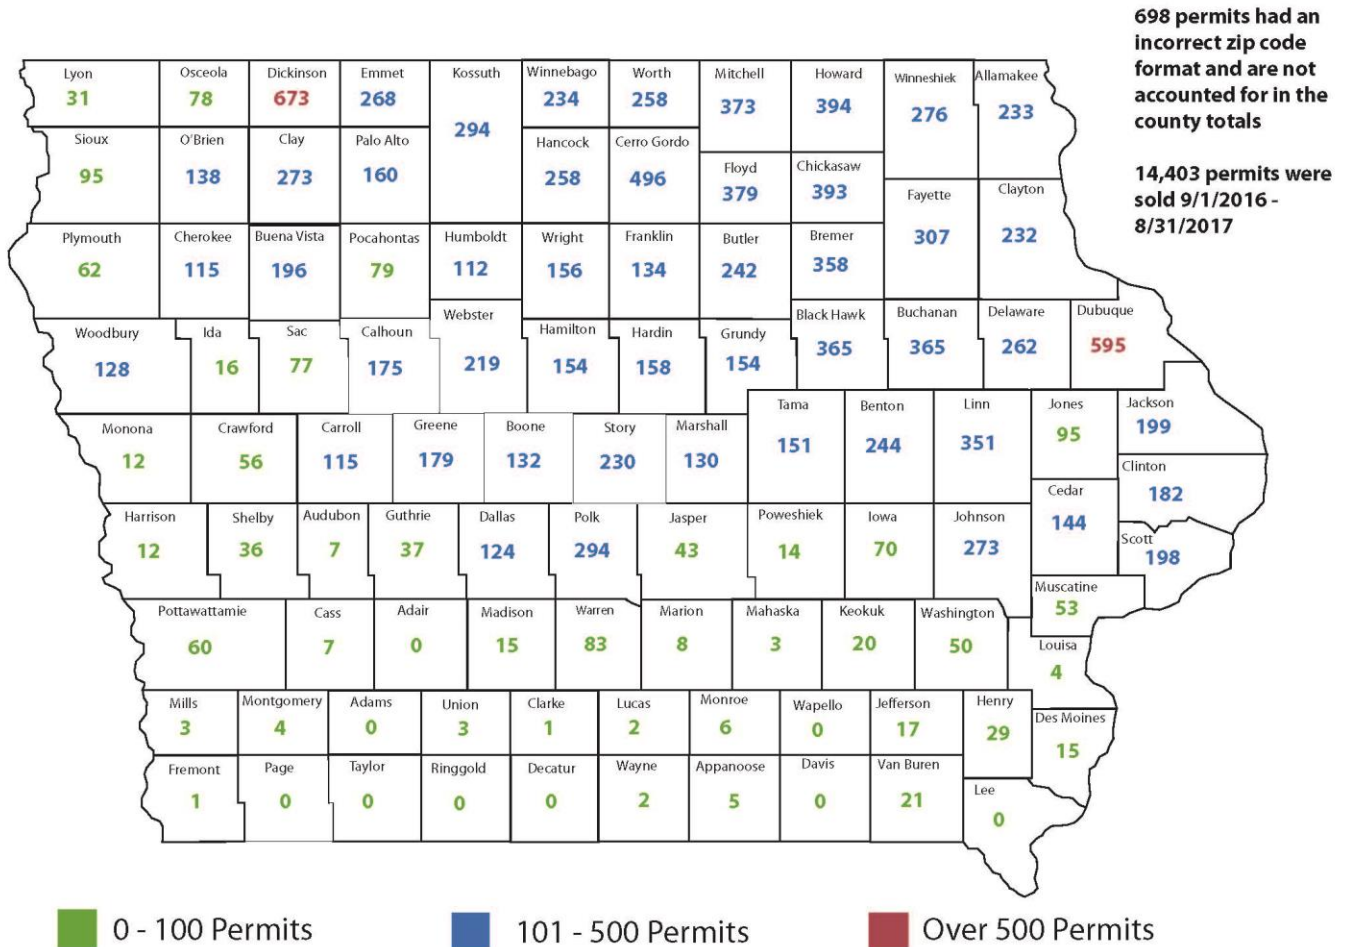 698 permits had an
incorrect zip code
format and are not
accounted for in the
county totals
14,403 permits were
sold 9/1/2016 -
8/31/2017
Lyon
31
Osceola
78
Dickinson
673
Emmet
268
Kossuth
294
Winnebago
234
Worth
258
Mitchell
373
Howard
394
Winneshiek
276
Allamakee
233
Sioux
95
O'Brien
138
Clay
273
Palo Alto
160
Hancock
258
Cerro Gordo
496
Floyd
379
Chickasaw
393
Fayette
307
Clayton
232
Plymouth
62
Cherokee
115
Buena Vista
196
Pocahontas
79
Humboldt
112
Wright
156
Franklin
134
Butler
242
Bremer
358
Woodbury
128
Ida
16
Sac
77
Calhoun
175
Webster
219
Hamilton
154
Hardin
158
Grundy
154
Black Hawk
365
Buchanan
365
Delaware
262
Dubuque
595
Monona
12
Crawford
56
Carroll
115
Greene
179
Boone
132
Story
230
Marshall
130
Tama
151
Benton
244
Linn
351
Jones
95
Jackson
199
Clinton
182
Harrison
12
Shelby
36
Audubon
7
Guthrie
37
Dallas
124
Polk
294
Jasper
43
Poweshiek
14
Iowa
70
Johnson
273
Cedar
144
Scott
198
Muscatine
53
Pottawattamie
60
Cass
7
Adair
0
Madison
15
Warren
83
Marion
8
Mahaska
3
Keokuk
20
Washington
50
Louisa
4
Mills
3
Montgomery
4
Adams
0
Union
3
Clarke
1
Lucas
2
Monroe
6
Wapello
0
Jefferson
17
Henry
29
Des Moines
15
Fremont
1
Page
0
Taylor
0
Ringgold
0
Decatur
0
Wayne
2
Appanoose
5
Davis
0
Van Buren
21
Lee
0
0 - 100 Permits
101 - 500 Permits
Over 500 Permits